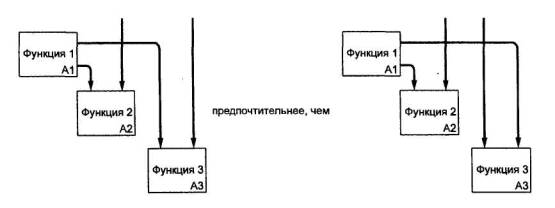 Функция 1
А1
Функция 2
А2
Функция 3
А3
предпочтительнее, чем
Функция 1
А1
Функция 2
А2
Функция 3
А3